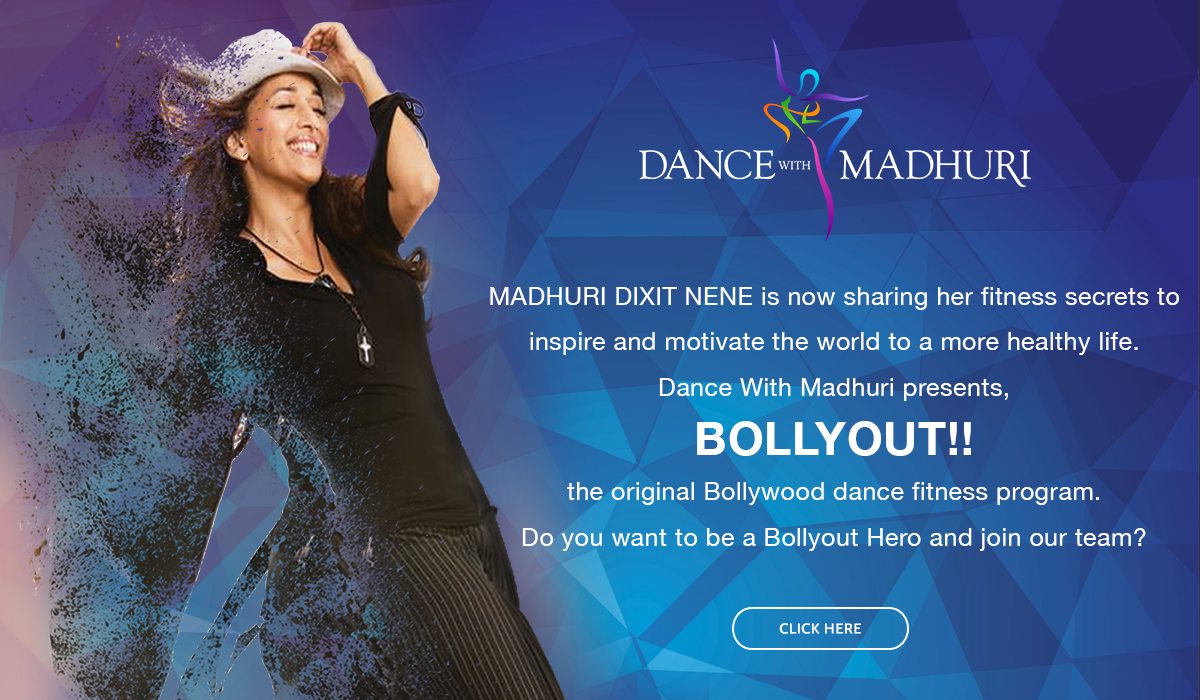 DANCE WITH MADHURI
MADHURI DIXIT NENE is now sharing her fitness secrets to
inspire and motivate the world to a more healthy life.
Dance With Madhuri presents,
BOLLYOUT!!
the original Bollywood dance fitness program.
Do you want to be a Bollyout Hero and join our team?
CLICK HERE